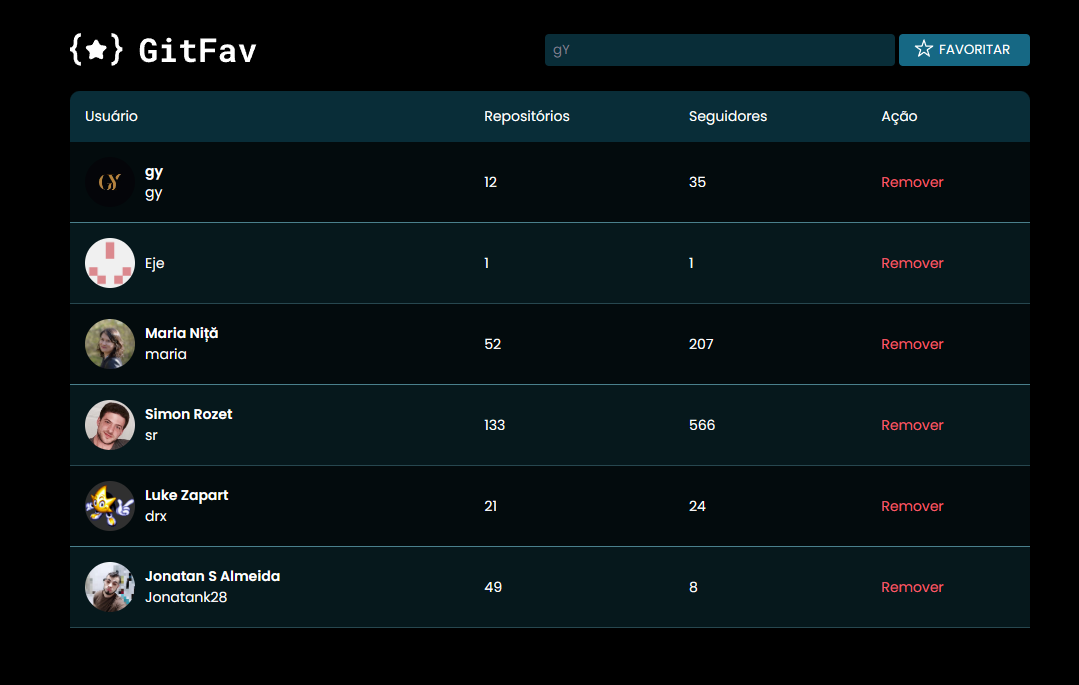 {★} GitFav
gY
FAVORITAR
Usuário Repositórios Seguidores Ação
GY
gy
gy
12 35 Remover
Eje 1 1 Remover
Maria Niță
maria
52 207 Remover
Simon Rozet
sr
133 566 Remover
Luke Zapart
drx
21 24 Remover
Jonatan S Almeida
Jonatank28
49 8 Remover